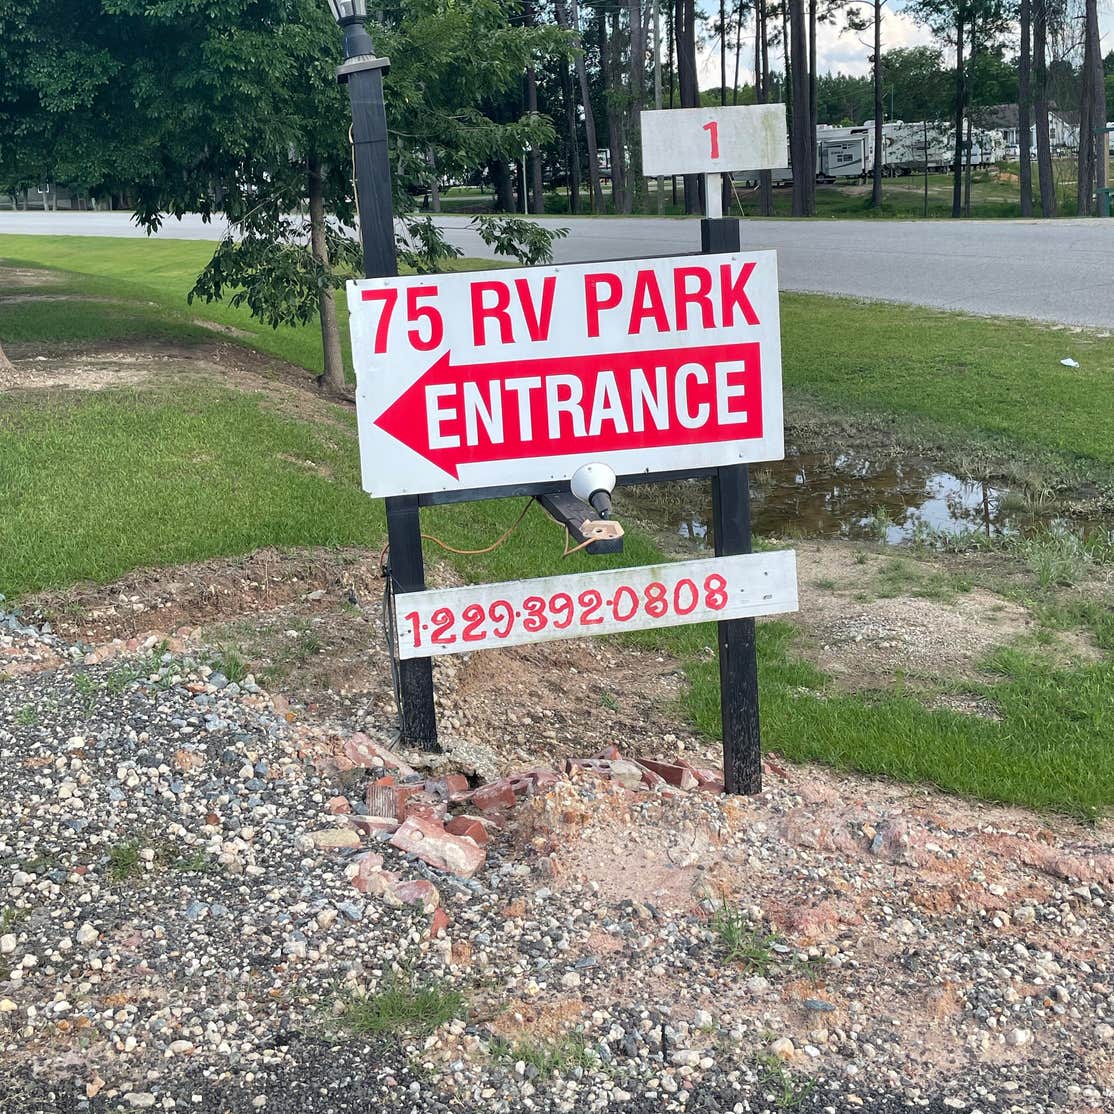 1
75 RV PARK
ENTRANCE
1-229-392-0808